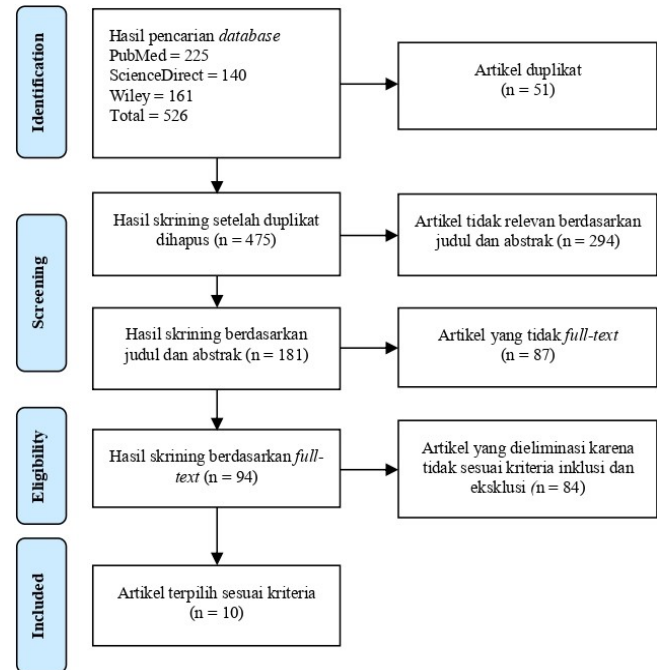 Identification
Hasil pencarian database
PubMed = 225
ScienceDirect = 140
Wiley = 161
Total = 526
Artikel duplikat
(n = 51)
Screening
Hasil skrining setelah duplikat
dihapus (n = 475)
Artikel tidak relevan berdasarkan
judul dan abstrak (n = 294)
Hasil skrining berdasarkan
judul dan abstrak (n = 181)
Artikel yang tidak full-text
(n = 87)
Eligibility
Hasil skrining berdasarkan full-
text (n = 94)
Artikel yang dieliminasi karena
tidak sesuai kriteria inklusi dan
eksklusi (n = 84)
Included
Artikel terpilih sesuai kriteria
(n = 10)